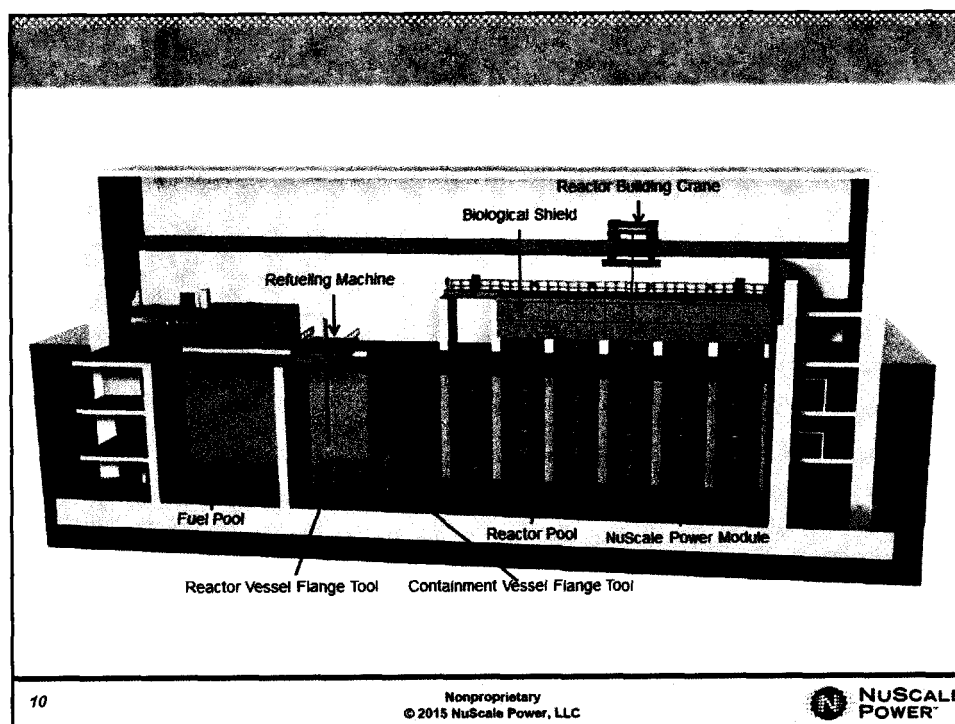 Reactor Building Crane
Biological Shield
Refueling Machine
Fuel Pool
Reactor Pool
NuScale Power Module
Reactor Vessel Flange Tool
Containment Vessel Flange Tool
10
Nonproprietary
© 2015 NuScale Power, LLC
N
NUSCALE
POWER™